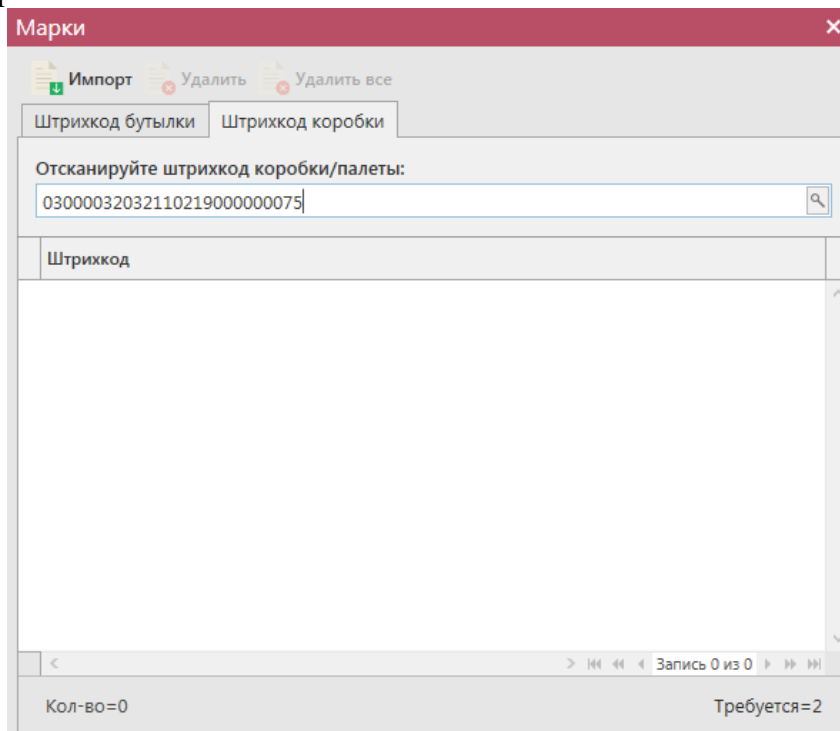 Марки
Импорт Удалить Удалить все
Штрихкод бутылки Штрихкод коробки
Отсканируйте штрихкод коробки/палеты:
03000032032110219000000075
Штрихкод
Запись 0 из 0
Кол-во=0 Требуется=2